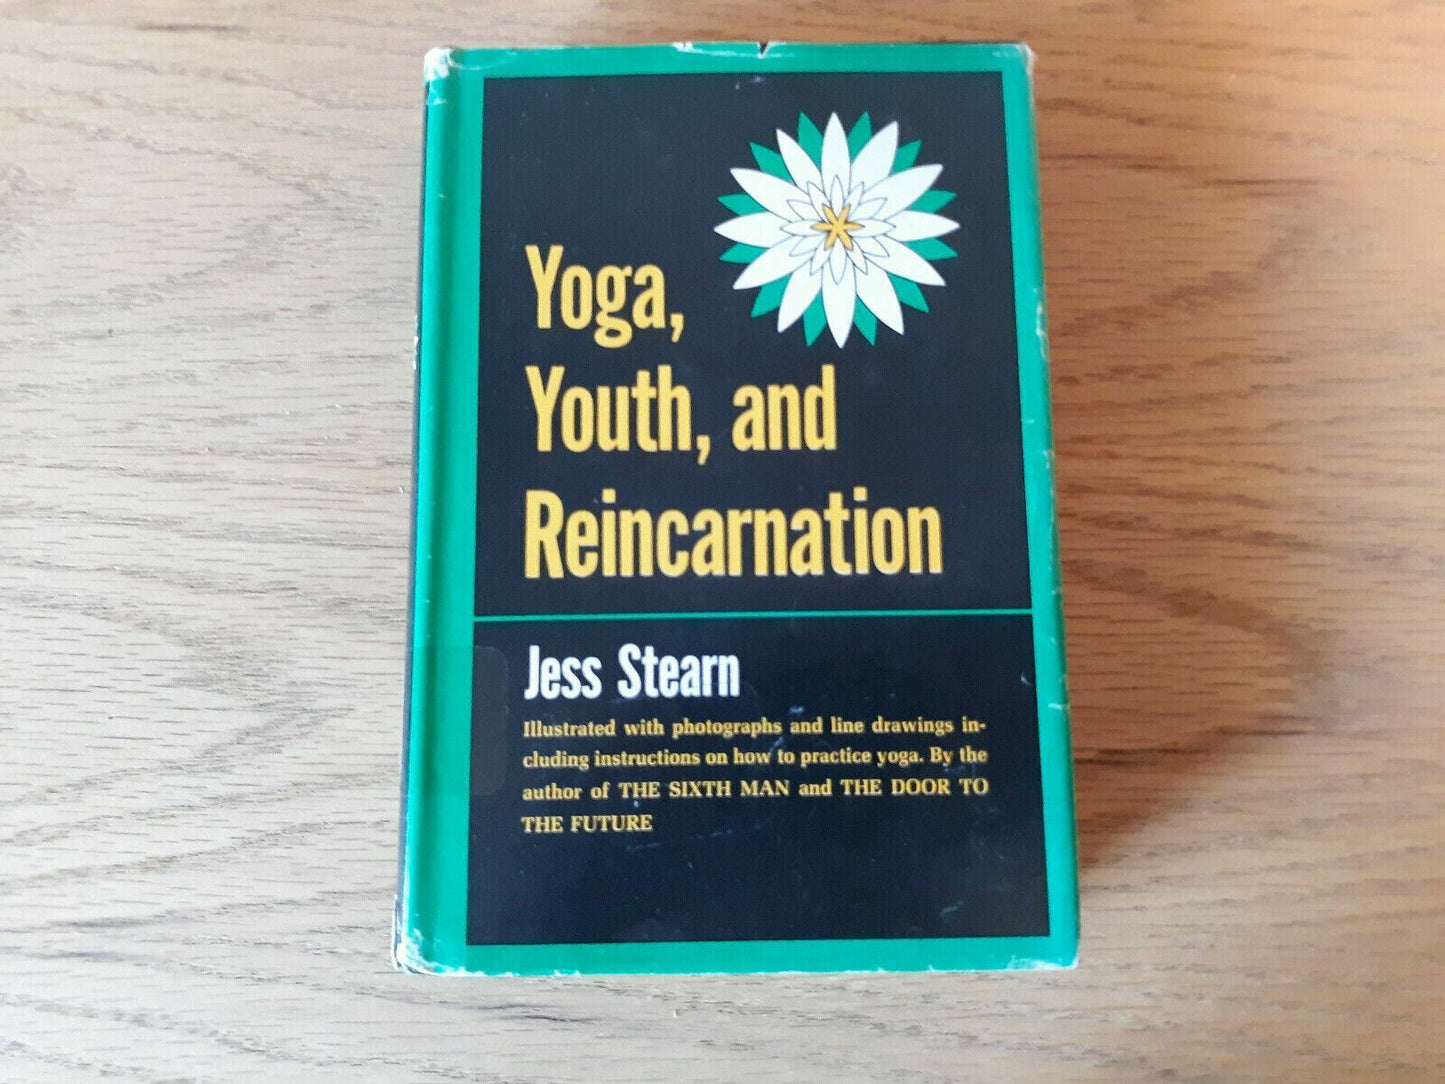 Yoga,
Youth, and
Reincarnation
Jess Stearn
Illustrated with photographs and line drawings in-
cluding instructions on how to practice yoga. By the
author of THE SIXTH MAN and THE DOOR TO
THE FUTURE